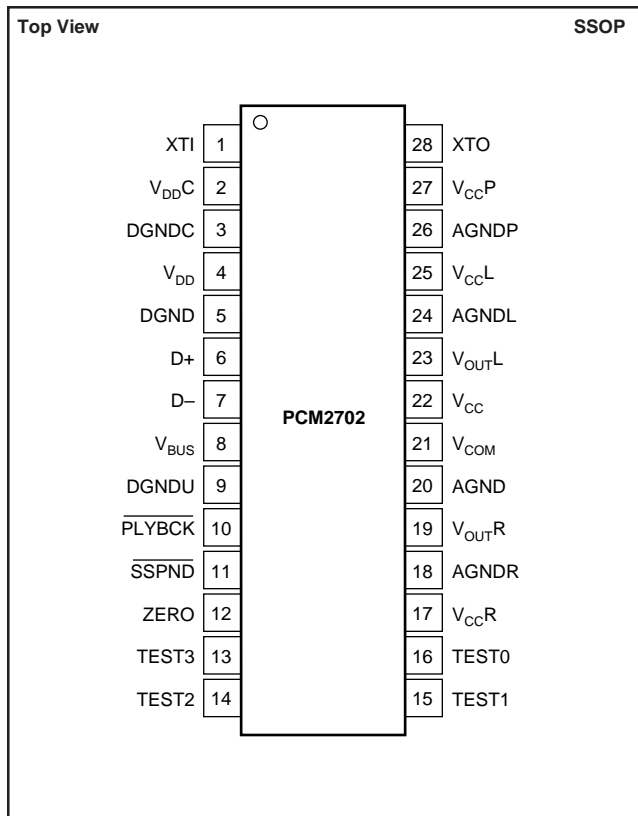 Top View SSOP
XTI 1 28 XTO
VDDC 2 27 VCCP
DGNDC 3 26 AGNDP
VDD 4 25 VCCL
DGND 5 24 AGNDL
D+ 6 23 VOUTL
D– 7 22 VCC
PCM2702
VBUS 8 21 VCOM
DGNDU 9 20 AGND
PLYBCK 10 19 VOUTR
SSPND 11 18 AGNDR
ZERO 12 17 VCCR
TEST3 13 16 TEST0
TEST2 14 15 TEST1